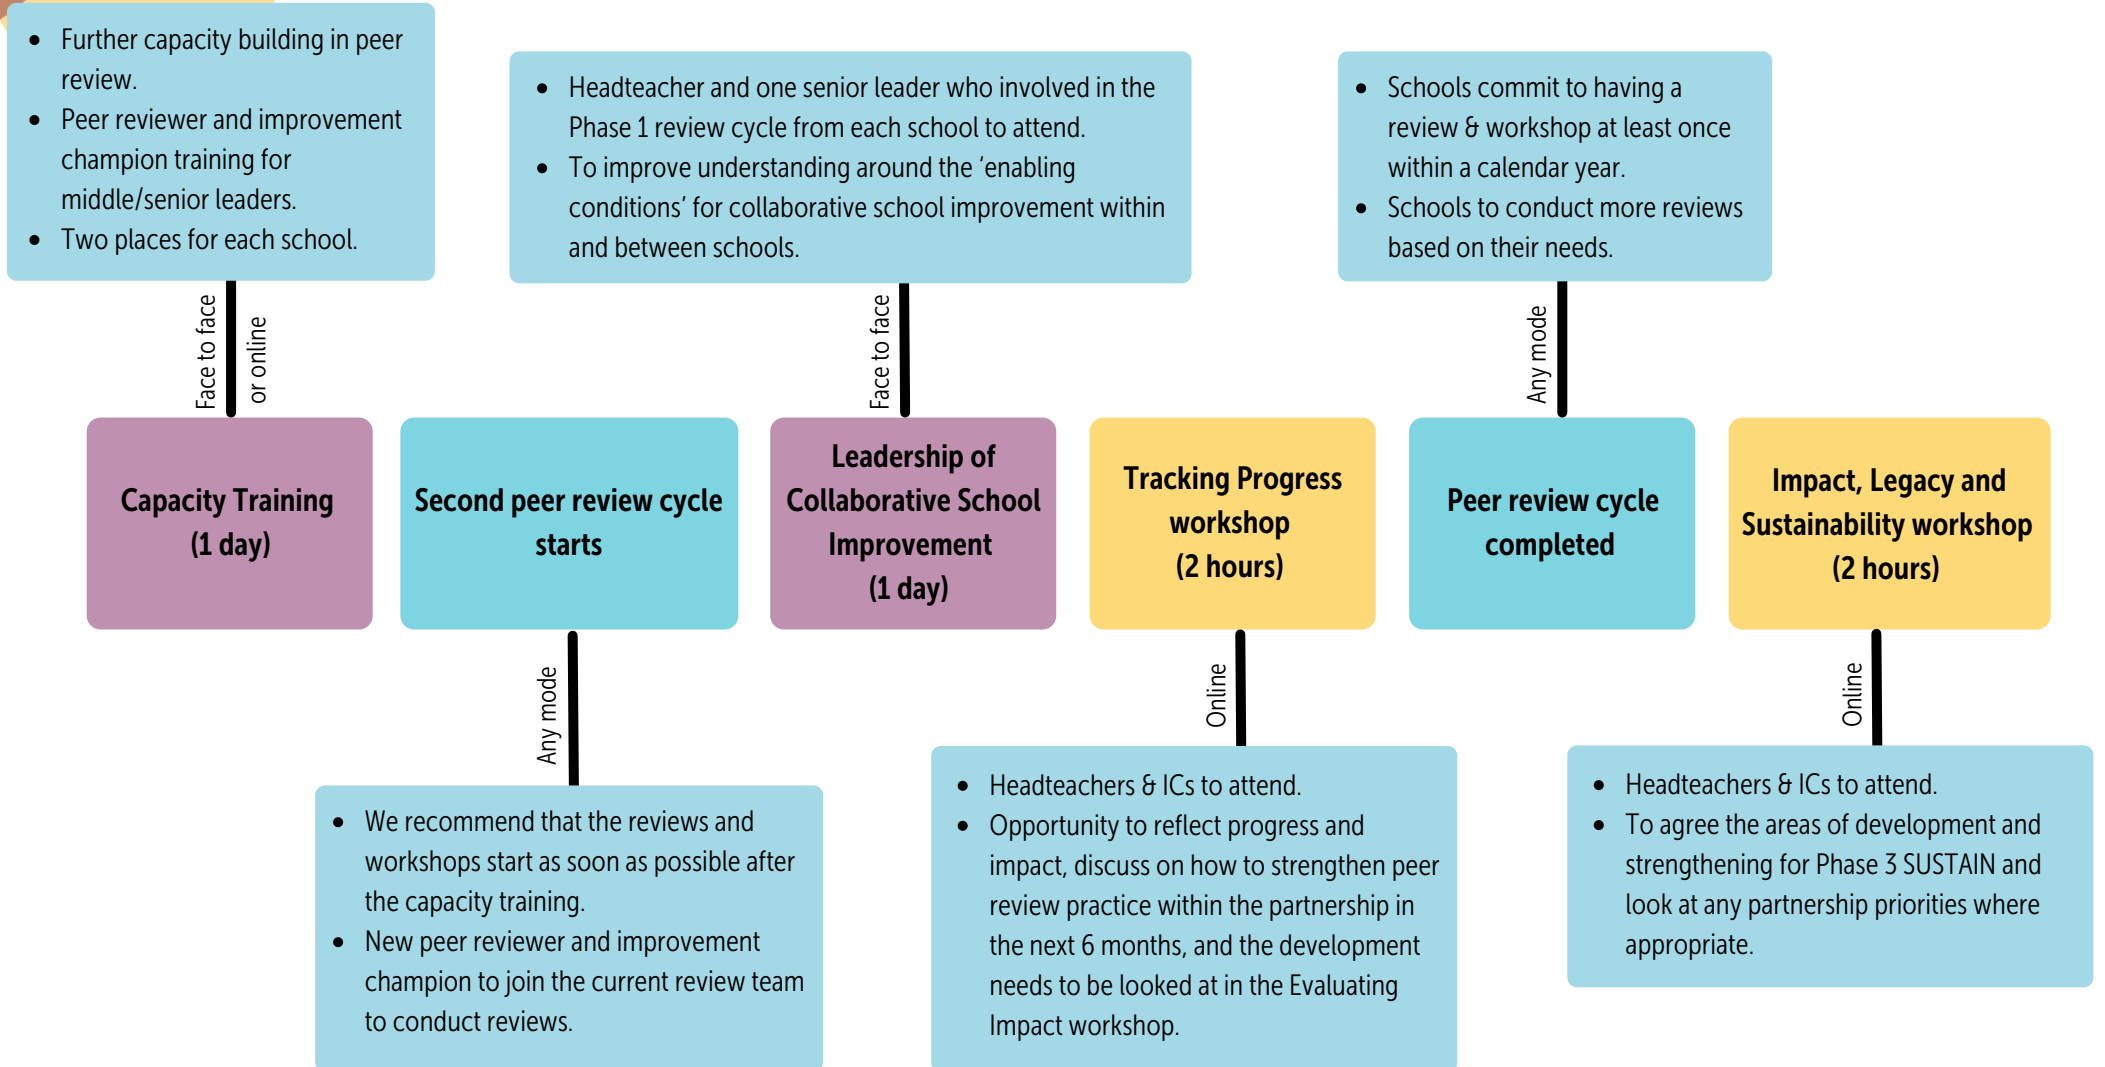 • Further capacity building in peer
review.
• Peer reviewer and improvement
champion training for
middle/senior leaders.
• Two places for each school.
• Headteacher and one senior leader who involved in the
Phase 1 review cycle from each school to attend.
• To improve understanding around the ‘enabling
conditions’ for collaborative school improvement within
and between schools.
• Schools commit to having a
review & workshop at least once
within a calendar year.
• Schools to conduct more reviews
based on their needs.
Face to face
or online
Face to face
Any mode
Capacity Training
(1 day)
Second peer review cycle
starts
Leadership of
Collaborative School
Improvement
(1 day)
Tracking Progress
workshop
(2 hours)
Peer review cycle
completed
Impact, Legacy and
Sustainability workshop
(2 hours)
Any mode
Online
Online
• We recommend that the reviews and
workshops start as soon as possible after
the capacity training.
• New peer reviewer and improvement
champion to join the current review team
to conduct reviews.
• Headteachers & ICs to attend.
• Opportunity to reflect progress and
impact, discuss on how to strengthen peer
review practice within the partnership in
the next 6 months, and the development
needs to be looked at in the Evaluating
Impact workshop.
• Headteachers & ICs to attend.
• To agree the areas of development and
strengthening for Phase 3 SUSTAIN and
look at any partnership priorities where
appropriate.